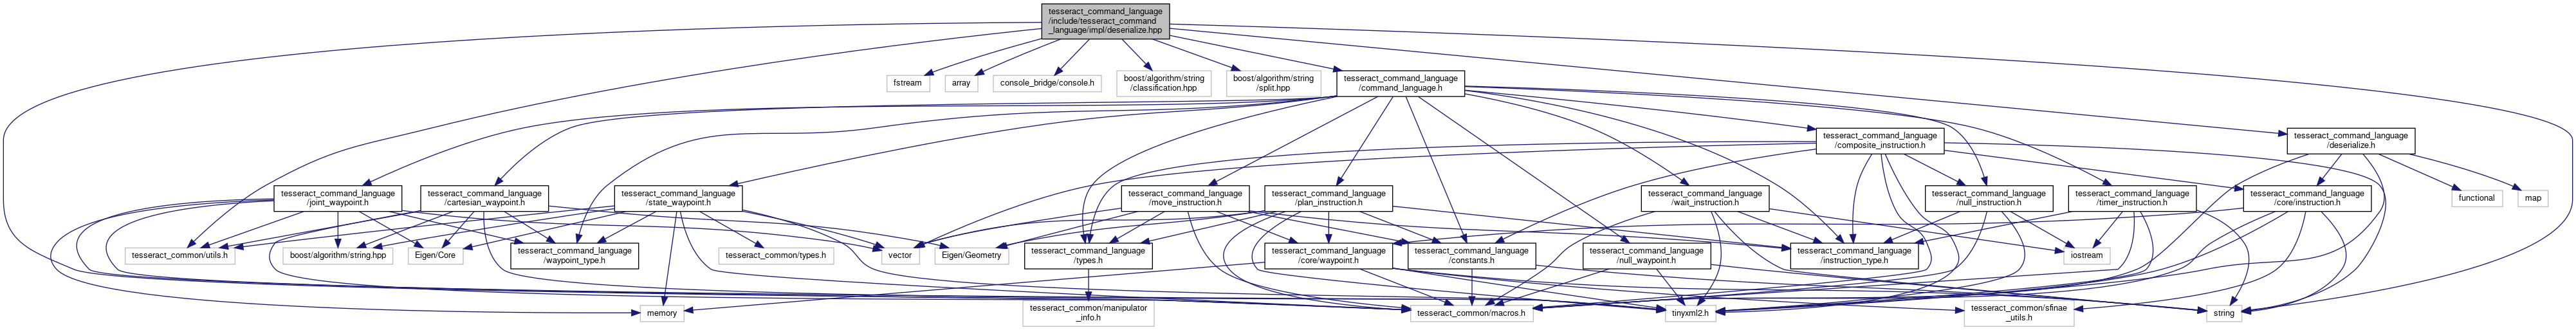 tesseract_command_language
/include/tesseract_command
_language/impl/deserialize.hpp
fstream
array
console_bridge/console.h
boost/algorithm/string
/classification.hpp
boost/algorithm/string
/split.hpp
tesseract_command_language
/command_language.h
tesseract_command_language
/composite_instruction.h
tesseract_command_language
/deserialize.h
tesseract_command_language
/joint_waypoint.h
tesseract_command_language
/cartesian_waypoint.h
tesseract_command_language
/state_waypoint.h
tesseract_command_language
/move_instruction.h
tesseract_command_language
/plan_instruction.h
tesseract_command_language
/wait_instruction.h
tesseract_command_language
/null_instruction.h
tesseract_command_language
/timer_instruction.h
tesseract_command_language
/core/instruction.h
functional
map
tesseract_common/utils.h
boost/algorithm/string.hpp
Eigen/Core
tesseract_command_language
/waypoint_type.h
tesseract_common/types.h
vector
Eigen/Geometry
tesseract_command_language
/types.h
tesseract_command_language
/core/waypoint.h
tesseract_command_language
/constants.h
tesseract_command_language
/null_waypoint.h
tesseract_command_language
/instruction_type.h
iostream
memory
tesseract_common/manipulator
_info.h
tesseract_common/macros.h
tinyxml2.h
tesseract_common/sfinae
_utils.h
string